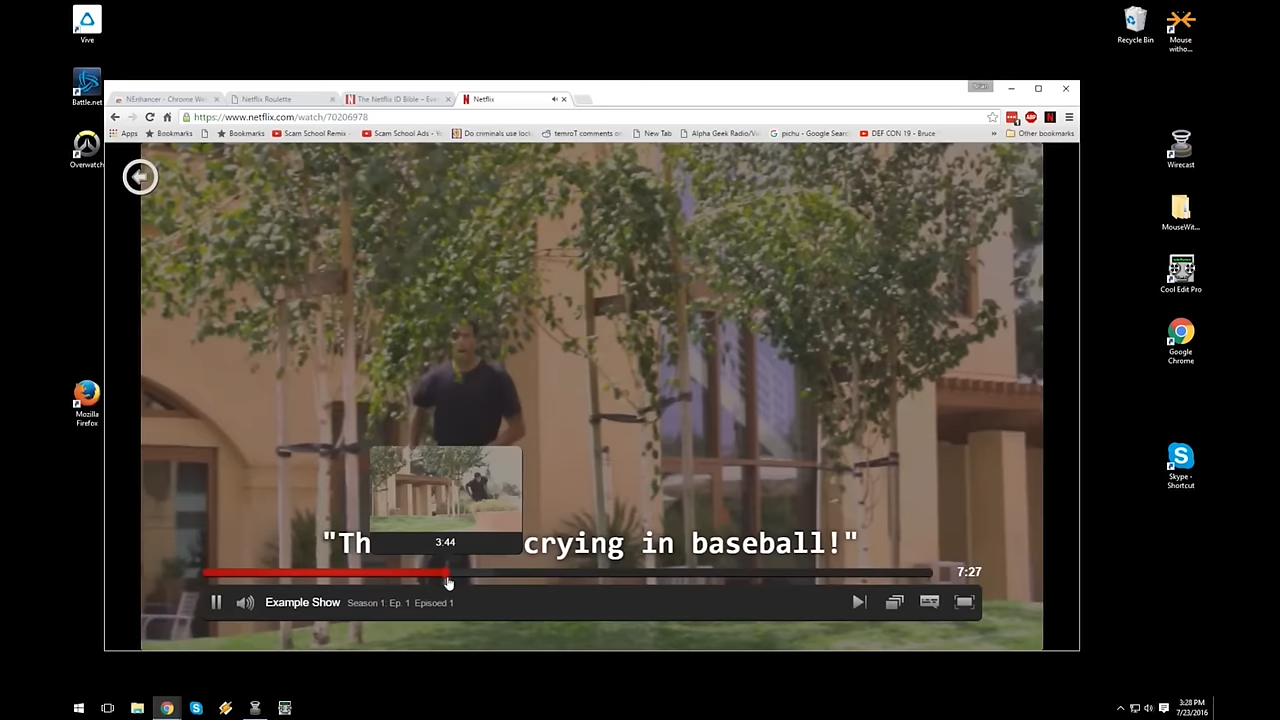 Vive
Battle.net
Overwatch
Mozilla
Firefox
Recycle Bin
Mouse
witho...
Wirecast
MouseWit...
Cool Edit Pro
Google
Chrome
Skype -
Shortcut
NEnhancer - Chrome We
Netflix Roulette
The Netflix ID Bible – Eve
Netflix
https://www.netflix.com/watch/70206978
Apps Bookmarks Bookmarks Scam School Remix - Scam School Ads - Yo Do criminals use lock temroT comments on New Tab Alpha Geek Radio/Vi pichu - Google Sear DEF CON 19 - Bruce » Other bookmarks
"Th crying in baseball!"
3:44
7:27
Example Show Season 1: Ep. 1 Episoed 1
3:28 PM
7/23/2016